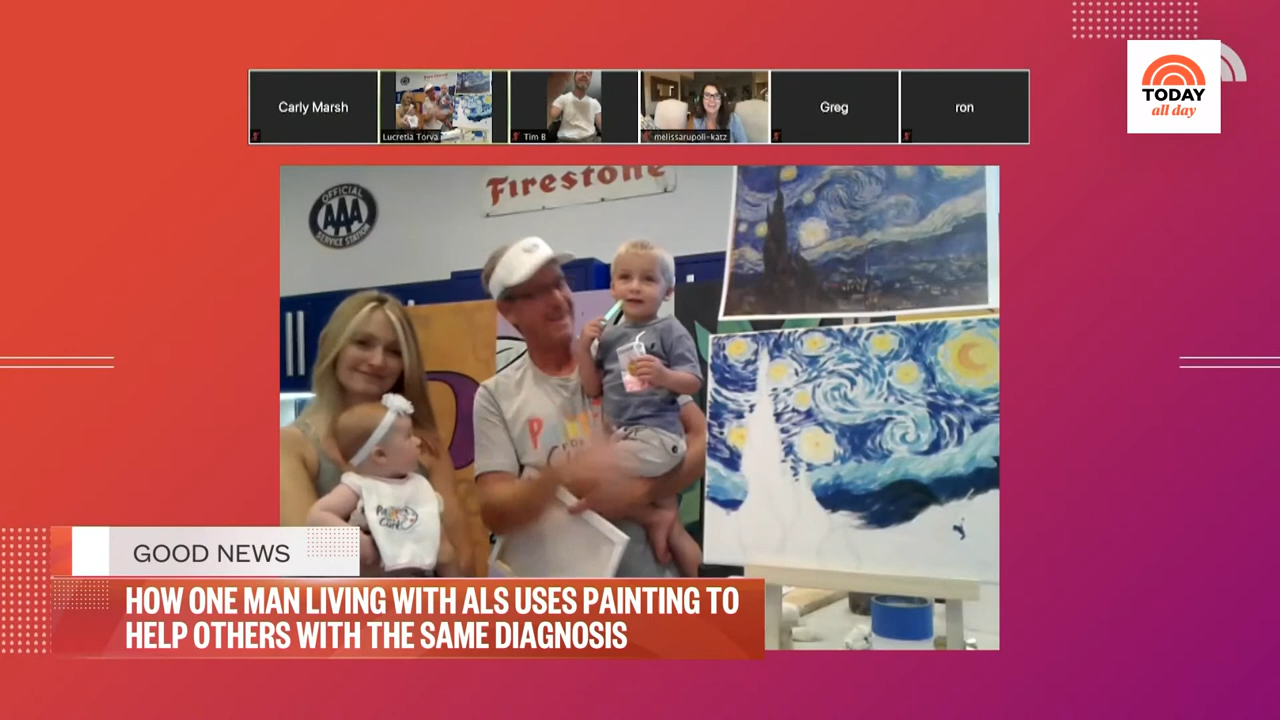 Carly Marsh
Lucretia Torva
Tim B
melissarupoli-katz
Greg
ron
TODAY
all day
OFFICIAL
AAA
SERVICE STATION
Firestone
GOOD NEWS
HOW ONE MAN LIVING WITH ALS USES PAINTING TO
HELP OTHERS WITH THE SAME DIAGNOSIS